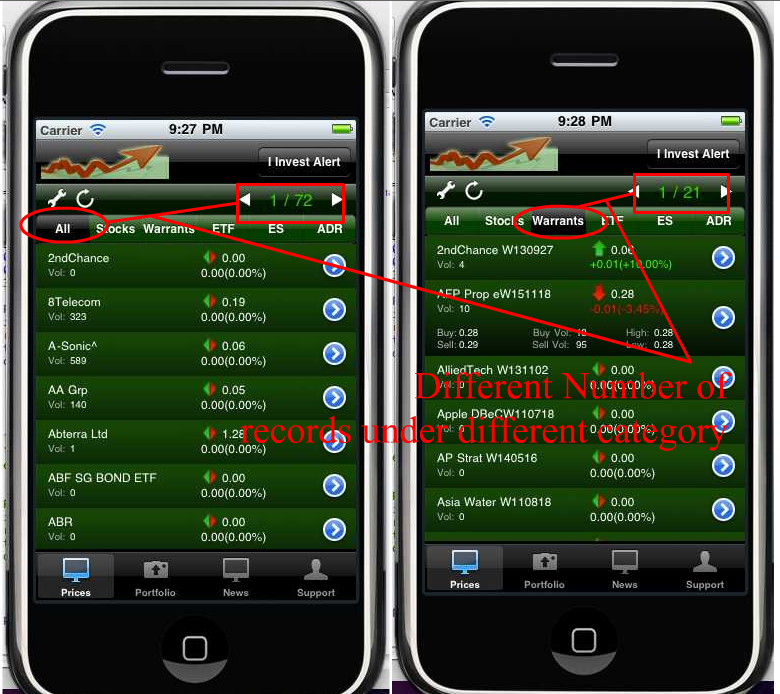 Carrier 9:27 PM
I Invest Alert
1 / 72
All Stocks Warrants ETF ES ADR
2ndChance 0.00
Vol: 0 0.00(0.00%)
8Telecom 0.19
Vol: 323 0.00(0.00%)
A-Sonic^ 0.06
Vol: 589 0.00(0.00%)
AA Grp 0.05
Vol: 140 0.00(0.00%)
Abterra Ltd 1.28
Vol: 1 0.00(0.00%)
ABF SG BOND ETF 0.00
Vol: 0 0.00(0.00%)
ABR 0.00
Vol: 0 0.00(0.00%)
Prices Portfolio News Support
Carrier 9:28 PM
I Invest Alert
1 / 21
All Stocks Warrants ETF ES ADR
2ndChance W130927 0.06
Vol: 4 +0.01(+10.00%)
AFP Prop eW151118 0.28
Vol: 10 -0.01(-3.45%)
Buy: 0.28 Buy Vol: High: 0.28
Sell: 0.29 Sell Vol: 95 Low: 0.28
AlliedTech W131102 0.00
Vol: 0 0.00(0.00%)
Apple DBeCW110718 0.00
Vol: 0 0.00(0.00%)
AP Strat W140516 0.00
Vol: 0 0.00(0.00%)
Asia Water W110818 0.00
Vol: 0 0.00(0.00%)
Prices Portfolio News Support
Different Number of
records under different category